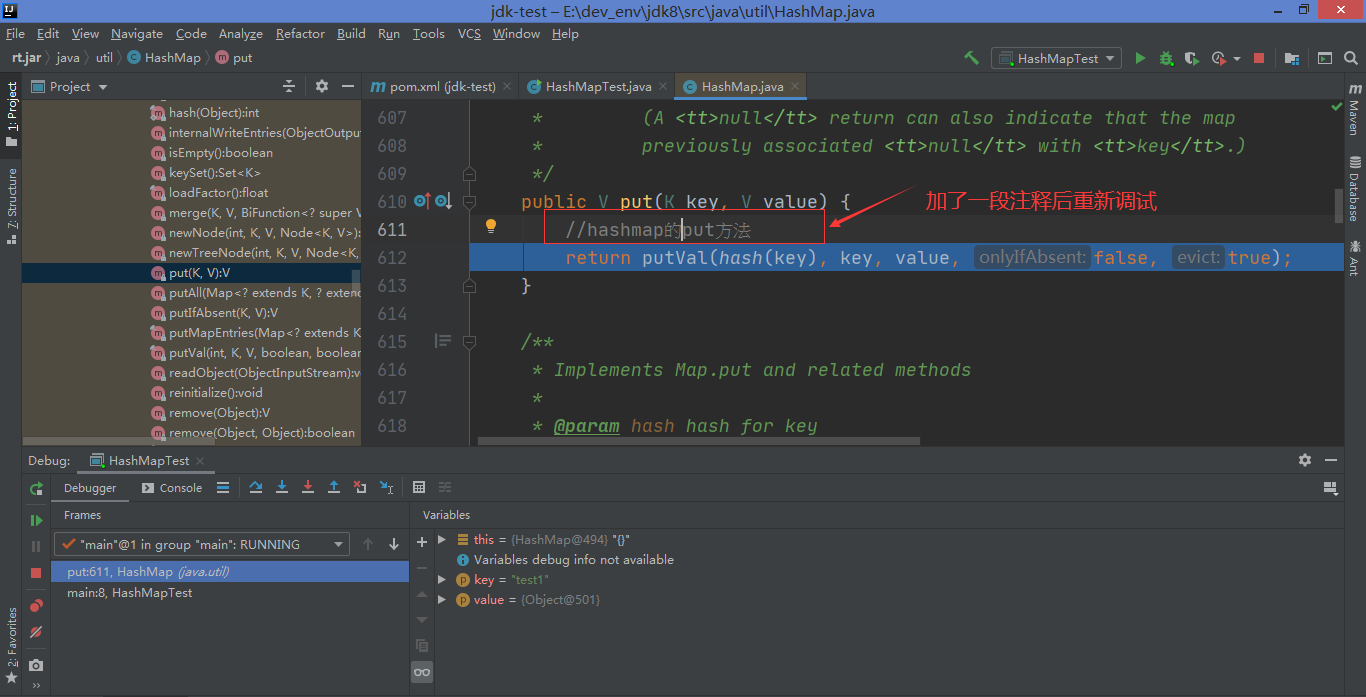 jdk-test – E:\dev_env\jdk8\src\java\util\HashMap.java
File Edit View Navigate Code Analyze Refactor Build Run Tools VCS Window Help
rt.jar java util HashMap put HashMapTest
Project pom.xml (jdk-test) HashMapTest.java HashMap.java
1: Project
7: Structure
2: Favorites
hash(Object):int
internalWriteEntries(ObjectOutpu
isEmpty():boolean
keySet():Set<K>
loadFactor():float
merge(K, V, BiFunction<? super V
newNode(int, K, V, Node<K, V>):
newTreeNode(int, K, V, Node<K,
put(K, V):V
putAll(Map<? extends K, ? exten
putIfAbsent(K, V):V
putMapEntries(Map<? extends K
putVal(int, K, V, boolean, boolean
readObject(ObjectInputStream):v
reinitialize():void
remove(Object):V
remove(Object, Object):boolean
607 * (A <tt>null</tt> return can also indicate that the map
608 * previously associated <tt>null</tt> with <tt>key</tt>.)
609 */
610 public V put(K key, V value) {
加了一段注释后重新调试
611 //hashmap的put方法
612 return putVal(hash(key), key, value, onlyIfAbsent: false, evict: true);
613 }
614
615 /**
616 * Implements Map.put and related methods
617 *
618 * @param hash hash for key
Maven
Database
Ant
Debug: HashMapTest
Debugger Console
Frames Variables
"main"@1 in group "main": RUNNING
put:611, HashMap (java.util)
main:8, HashMapTest
this = {HashMap@494} "{}"
Variables debug info not available
key = "test1"
value = {Object@501}